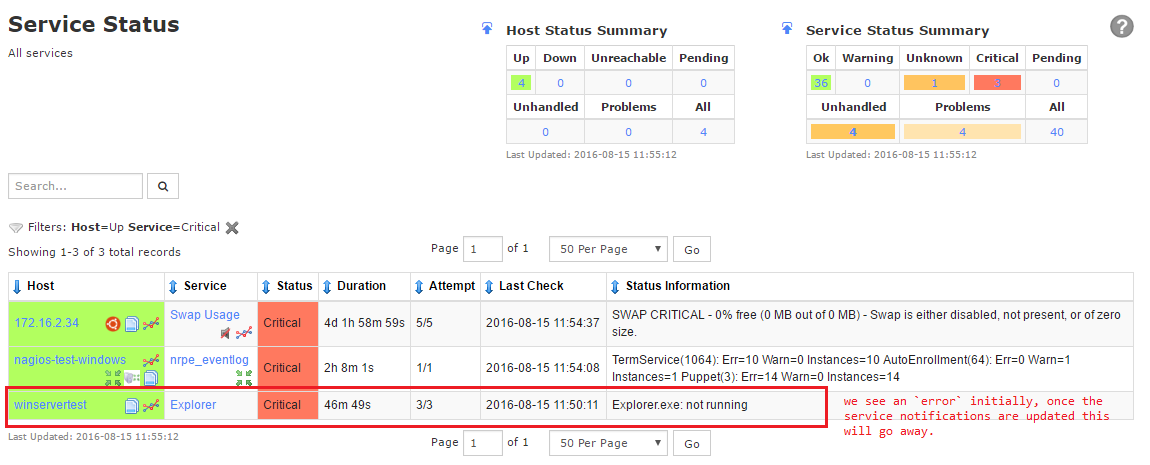 Service Status
All services
Host Status Summary
Up Down Unreachable Pending
4 0 0 0
Unhandled Problems All
0 0 4
Last Updated: 2016-08-15 11:55:12
Service Status Summary
Ok Warning Unknown Critical Pending
36 0 1 3 0
Unhandled Problems All
4 4 40
Last Updated: 2016-08-15 11:55:12
?
Search...
Filters: Host=Up Service=Critical
Showing 1-3 of 3 total records
Page 1 of 1 50 Per Page Go
Host Service Status Duration Attempt Last Check Status Information
172.16.2.34 Swap Usage Critical 4d 1h 58m 59s 5/5 2016-08-15 11:54:37 SWAP CRITICAL - 0% free (0 MB out of 0 MB) - Swap is either disabled, not present, or of zero
size.
nagios-test-windows nrpe_eventlog Critical 2h 8m 1s 1/1 2016-08-15 11:54:08 TermService(1064): Err=10 Warn=0 Instances=10 AutoEnrollment(64): Err=0 Warn=1
Instances=1 Puppet(3): Err=14 Warn=0 Instances=14
winservertest Explorer Critical 46m 49s 3/3 2016-08-15 11:50:11 Explorer.exe: not running
we see an `error` initially, once the
service notifications are updated this
will go away.
Last Updated: 2016-08-15 11:55:12
Page 1 of 1 50 Per Page Go